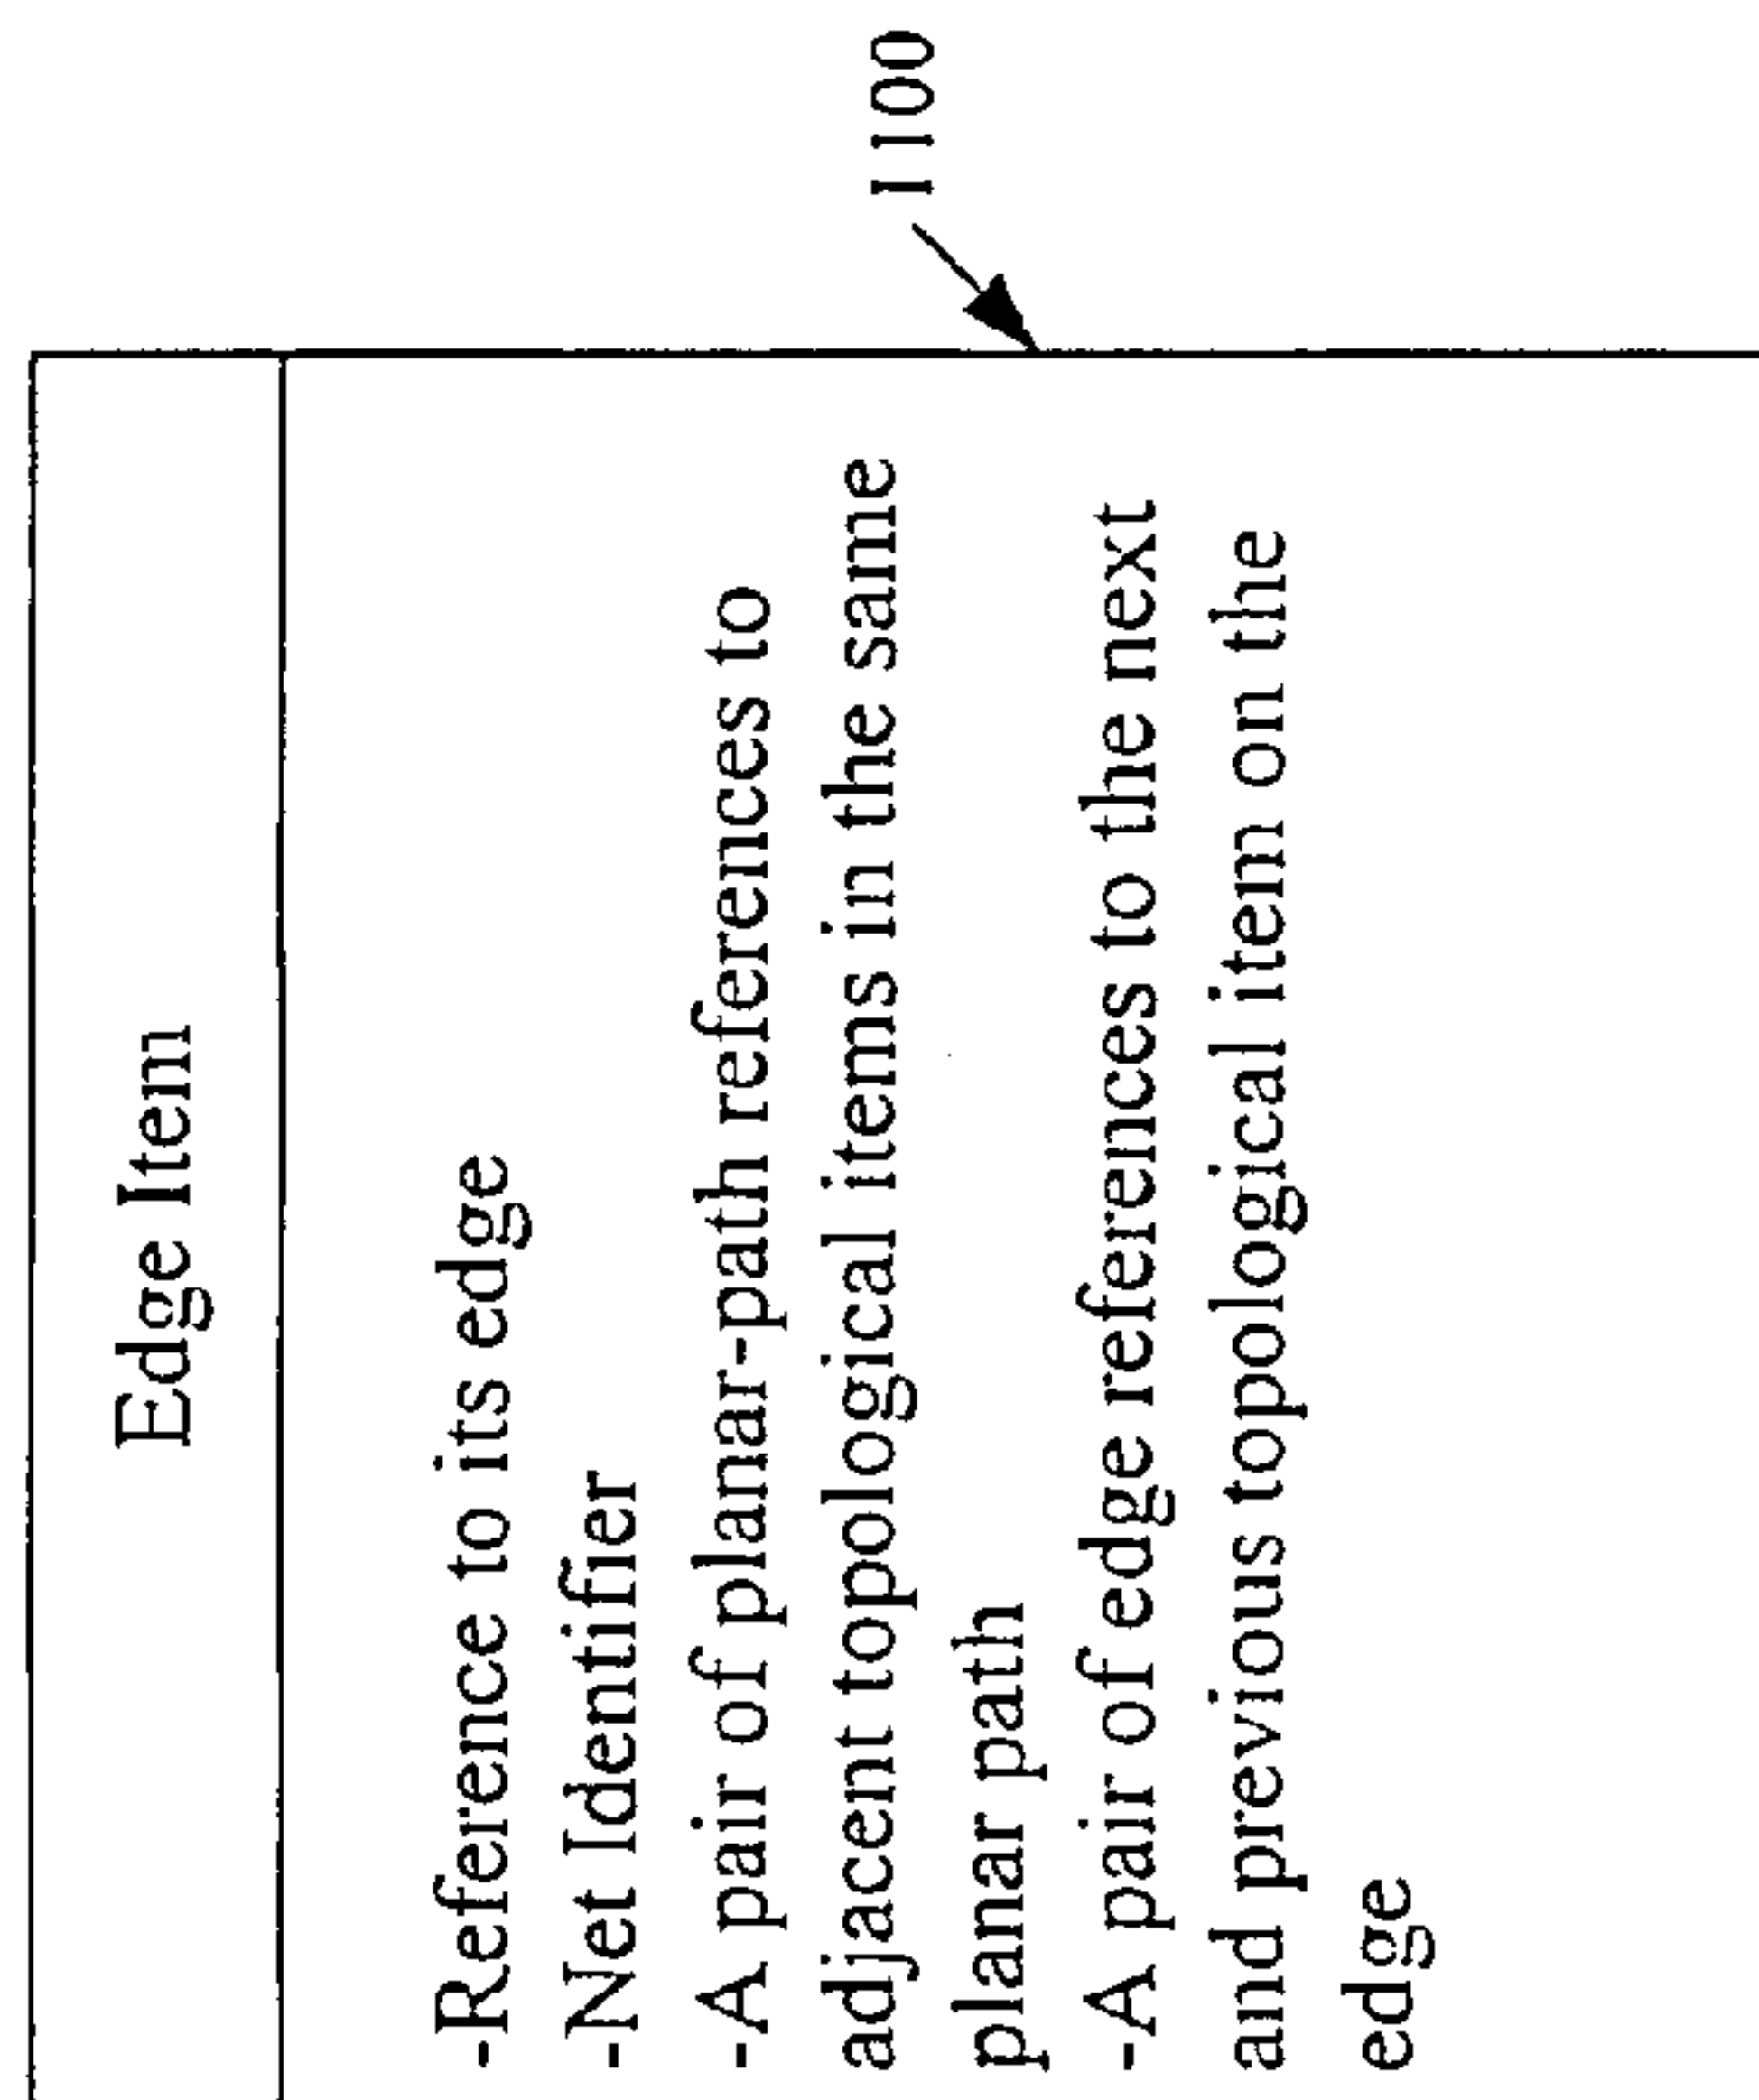 Edge Item
-Reference to its edge
-Net Identifier
-A pair of planar-path references to
adjacent topological items in the same
planar path
-A pair of edge references to the next
and previous topological item on the
edge
1100